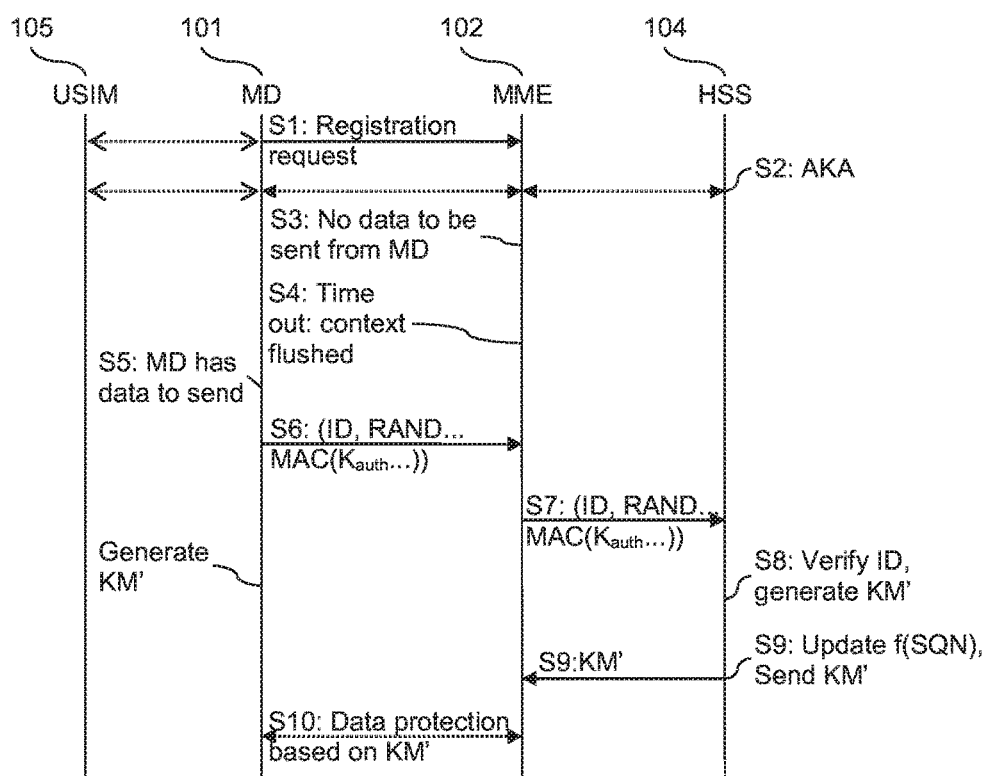 105
101
102
104
USIM
MD
MME
HSS
S1: Registration
request
S2: AKA
S3: No data to be
sent from MD
S4: Time
out: context
flushed
S5: MD has
data to send
S6: (ID, RAND...
MAC(Kauth...))
S7: (ID, RAND...
MAC(Kauth...))
Generate
KM'
S8: Verify ID,
generate KM'
S9: Update f(SQN),
Send KM'
S9:KM'
S10: Data protection
based on KM'